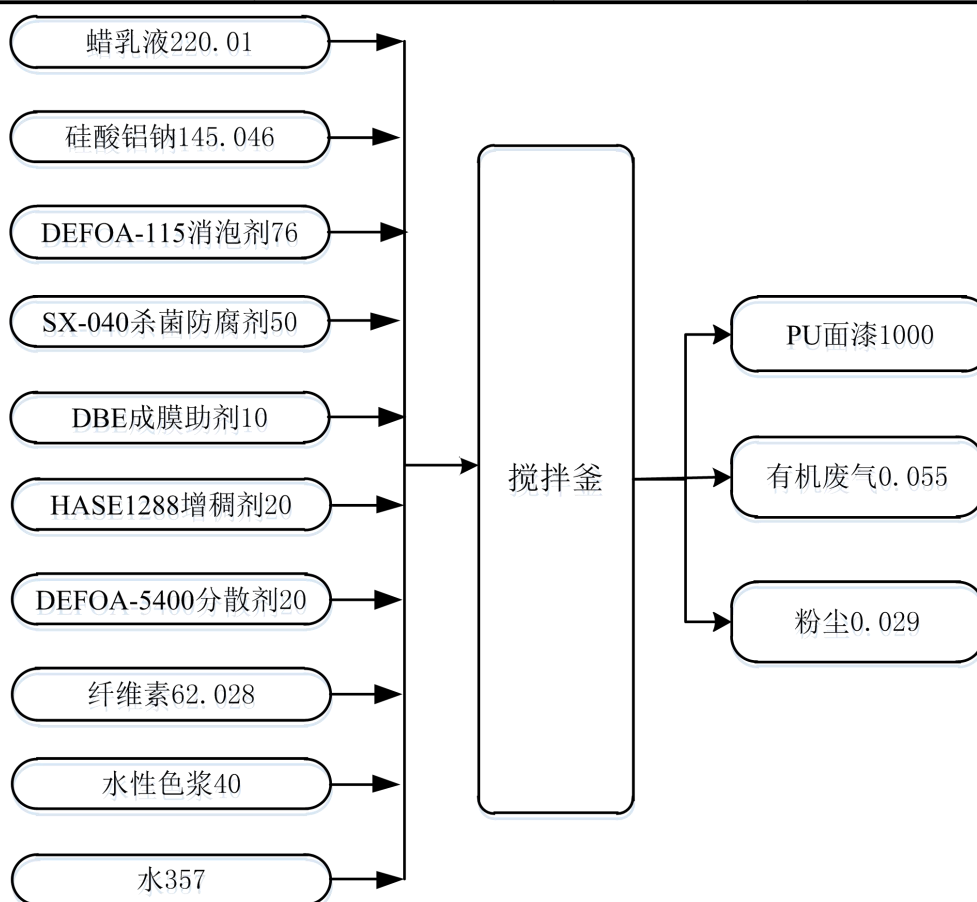 蜡乳液220.01
硅酸铝钠145.046
DEFOA-115消泡剂76
SX-040杀菌防腐剂50
DBE成膜助剂10
HASE1288增稠剂20
DEFOA-5400分散剂20
纤维素62.028
水性色浆40
水357
搅拌釜
PU面漆1000
有机废气0.055
粉尘0.029